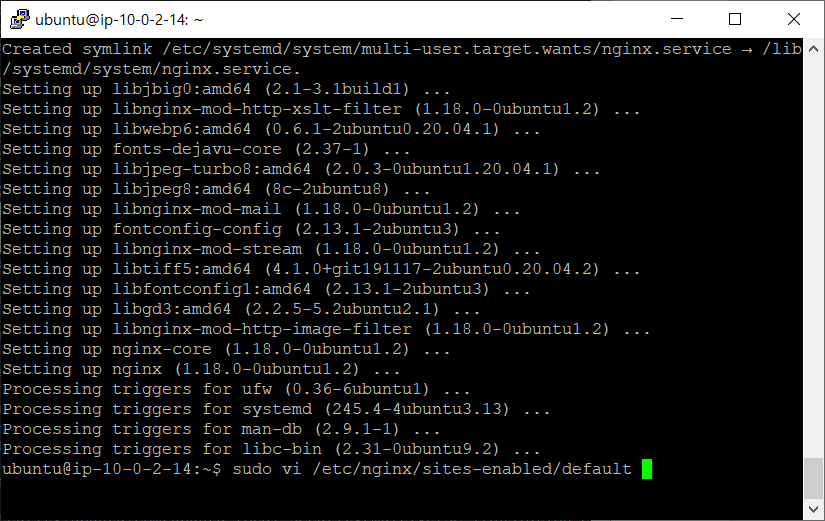 ubuntu@ip-10-0-2-14: ~
Created symlink /etc/systemd/system/multi-user.target.wants/nginx.service → /lib
/systemd/system/nginx.service.
Setting up libjbig0:amd64 (2.1-3.1build1) ...
Setting up libnginx-mod-http-xslt-filter (1.18.0-0ubuntu1.2) ...
Setting up libwebp6:amd64 (0.6.1-2ubuntu0.20.04.1) ...
Setting up fonts-dejavu-core (2.37-1) ...
Setting up libjpeg-turbo8:amd64 (2.0.3-0ubuntu1.20.04.1) ...
Setting up libjpeg8:amd64 (8c-2ubuntu8) ...
Setting up libnginx-mod-mail (1.18.0-0ubuntu1.2) ...
Setting up fontconfig-config (2.13.1-2ubuntu3) ...
Setting up libnginx-mod-stream (1.18.0-0ubuntu1.2) ...
Setting up libtiff5:amd64 (4.1.0+git191117-2ubuntu0.20.04.2) ...
Setting up libfontconfig1:amd64 (2.13.1-2ubuntu3) ...
Setting up libgd3:amd64 (2.2.5-5.2ubuntu2.1) ...
Setting up libnginx-mod-http-image-filter (1.18.0-0ubuntu1.2) ...
Setting up nginx-core (1.18.0-0ubuntu1.2) ...
Setting up nginx (1.18.0-0ubuntu1.2) ...
Processing triggers for ufw (0.36-6ubuntu1) ...
Processing triggers for systemd (245.4-4ubuntu3.13) ...
Processing triggers for man-db (2.9.1-1) ...
Processing triggers for libc-bin (2.31-0ubuntu9.2) ...
ubuntu@ip-10-0-2-14:~$ sudo vi /etc/nginx/sites-enabled/default